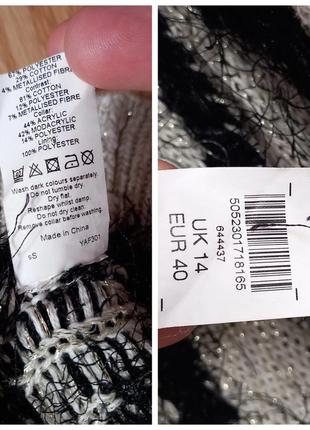 67% POLYESTER
29% COTTON
4% METALLISED FIBRE
Contrast:
81% COTTON
12% POLYESTER
7% METALLISED FIBRE
Collar:
44% ACRYLIC
42% MODACRYLIC
14% POLYESTER
Lining:
100% POLYESTER
Wash dark colours separately.
Do not tumble dry.
Dry flat.
Reshape whilst damp.
Do not dry clean.
Remove collar before washing.
Made in China
sS YAF301
5052301718165
644437
UK 14
EUR 40